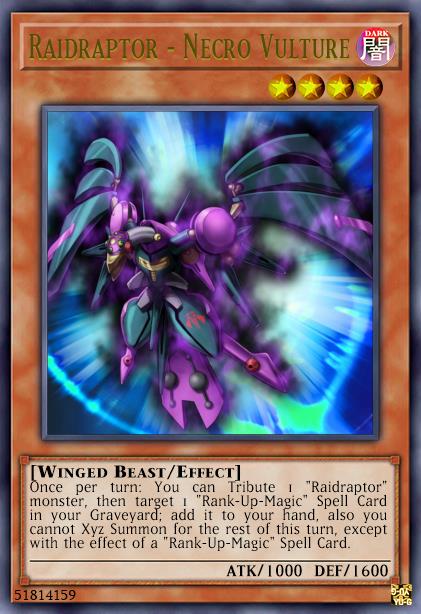 RAIDRAPTOR - NECRO VULTURE
DARK
闇
[WINGED BEAST/EFFECT]
Once per turn: You can Tribute 1 "Raidraptor"
monster, then target 1 "Rank-Up-Magic" Spell Card
in your Graveyard; add it to your hand, also you
cannot Xyz Summon for the rest of this turn, except
with the effect of a "Rank-Up-Magic" Spell Card.
ATK/1000 DEF/1600
51814159